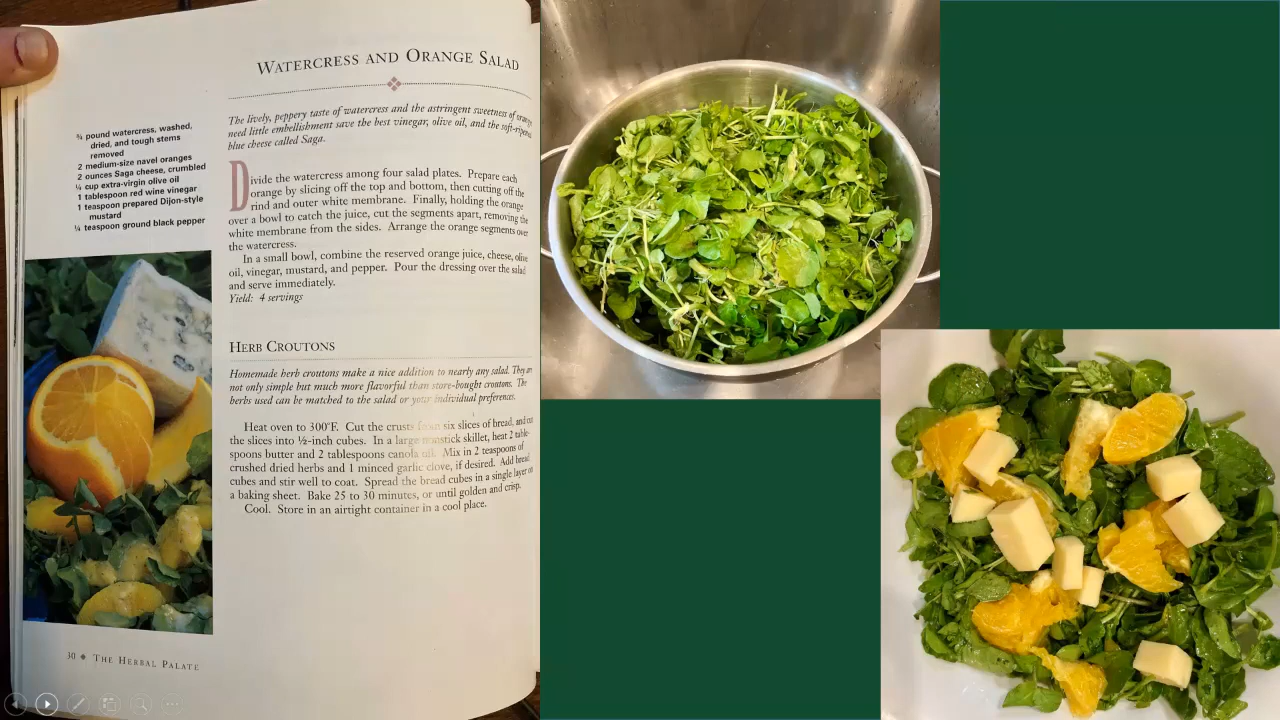 WATERCRESS AND ORANGE SALAD
The lively, peppery taste of watercress and the astringent sweetness of orange
need little embellishment save the best vinegar, olive oil, and the soft-ripened
blue cheese called Saga.
¾ pound watercress, washed,
dried, and tough stems
removed
2 medium-size navel oranges
2 ounces Saga cheese, crumbled
¼ cup extra-virgin olive oil
1 tablespoon red wine vinegar
1 teaspoon prepared Dijon-style
mustard
¼ teaspoon ground black pepper
Divide the watercress among four salad plates. Prepare each
orange by slicing off the top and bottom, then cutting off the
rind and outer white membrane. Finally, holding the orange
over a bowl to catch the juice, cut the segments apart, removing the
white membrane from the sides. Arrange the orange segments over
the watercress.
In a small bowl, combine the reserved orange juice, cheese, olive
oil, vinegar, mustard, and pepper. Pour the dressing over the salad
and serve immediately.
Yield: 4 servings
HERB CROUTONS
Homemade herb croutons make a nice addition to nearly any salad. They are
not only simple but much more flavorful than store-bought croutons. The
herbs used can be matched to the salad or your individual preferences.
Heat oven to 300°F. Cut the crusts from six slices of bread, and cut
the slices into ½-inch cubes. In a large nonstick skillet, heat 2 table-
spoons butter and 2 tablespoons canola oil. Mix in 2 teaspoons of
crushed dried herbs and 1 minced garlic clove, if desired. Add bread
cubes and stir well to coat. Spread the bread cubes in a single layer on
a baking sheet. Bake 25 to 30 minutes, or until golden and crisp.
Cool. Store in an airtight container in a cool place.
30 ❖ THE HERBAL PALATE